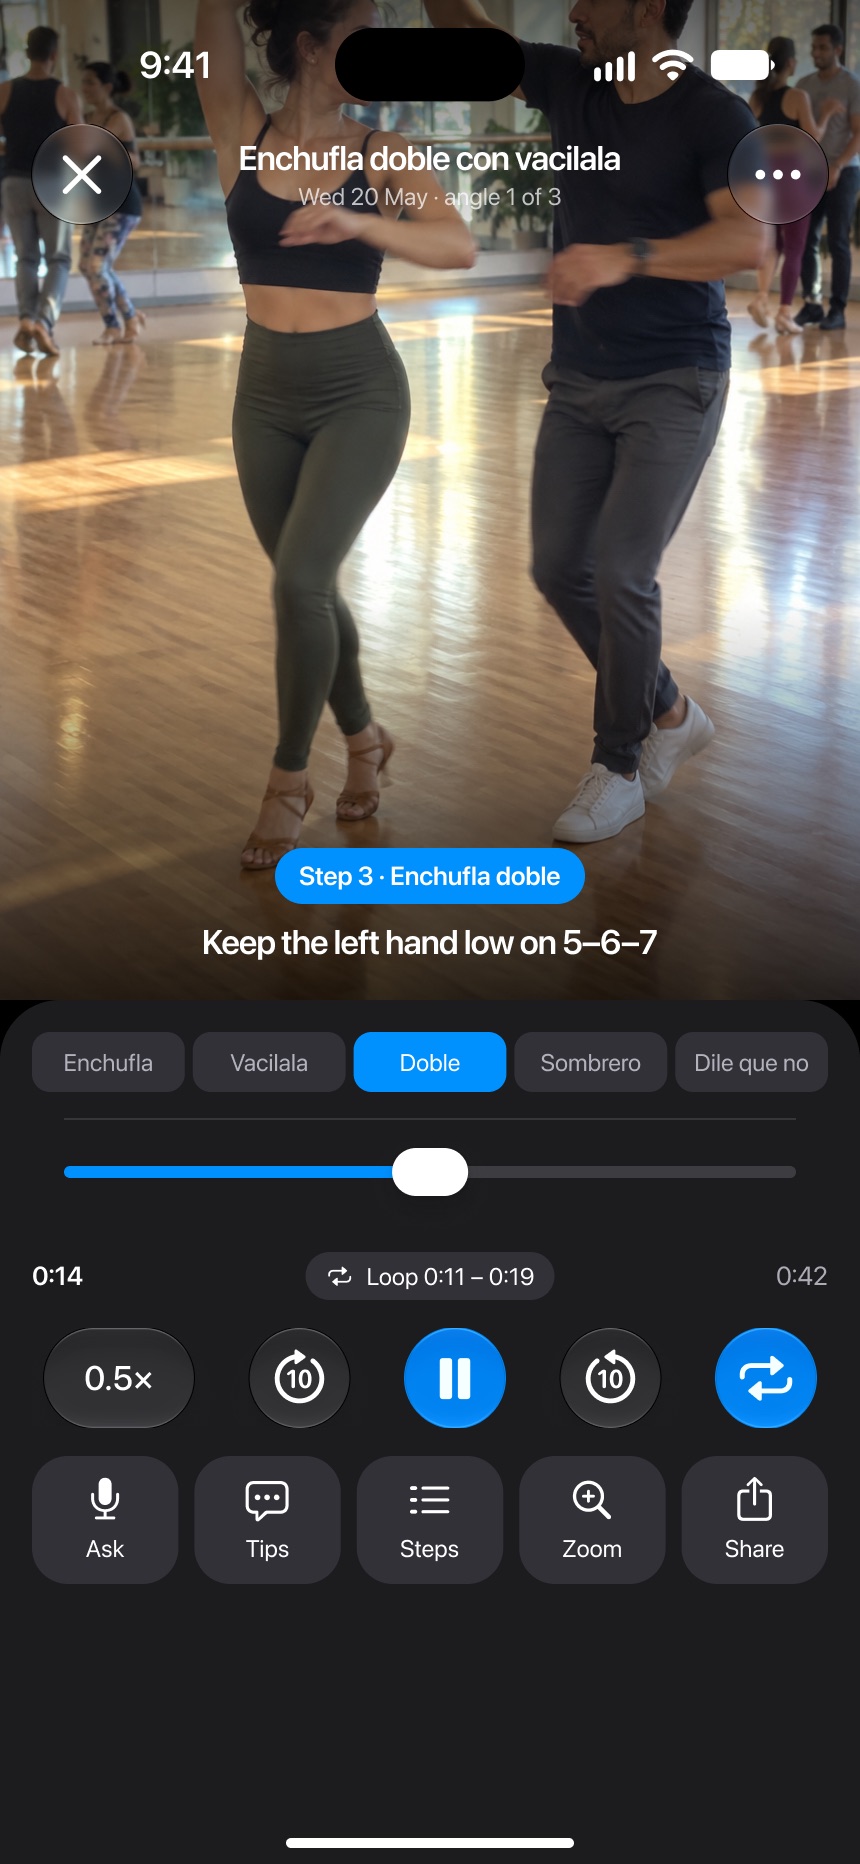 9:41
Enchufla doble con vacilala
Wed 20 May · angle 1 of 3
Step 3 · Enchufla doble
Keep the left hand low on 5–6–7
Enchufla
Vacilala
Doble
Sombrero
Dile que no
0:14
Loop 0:11 – 0:19
0:42
0.5×
10
10
Ask
Tips
Steps
Zoom
Share